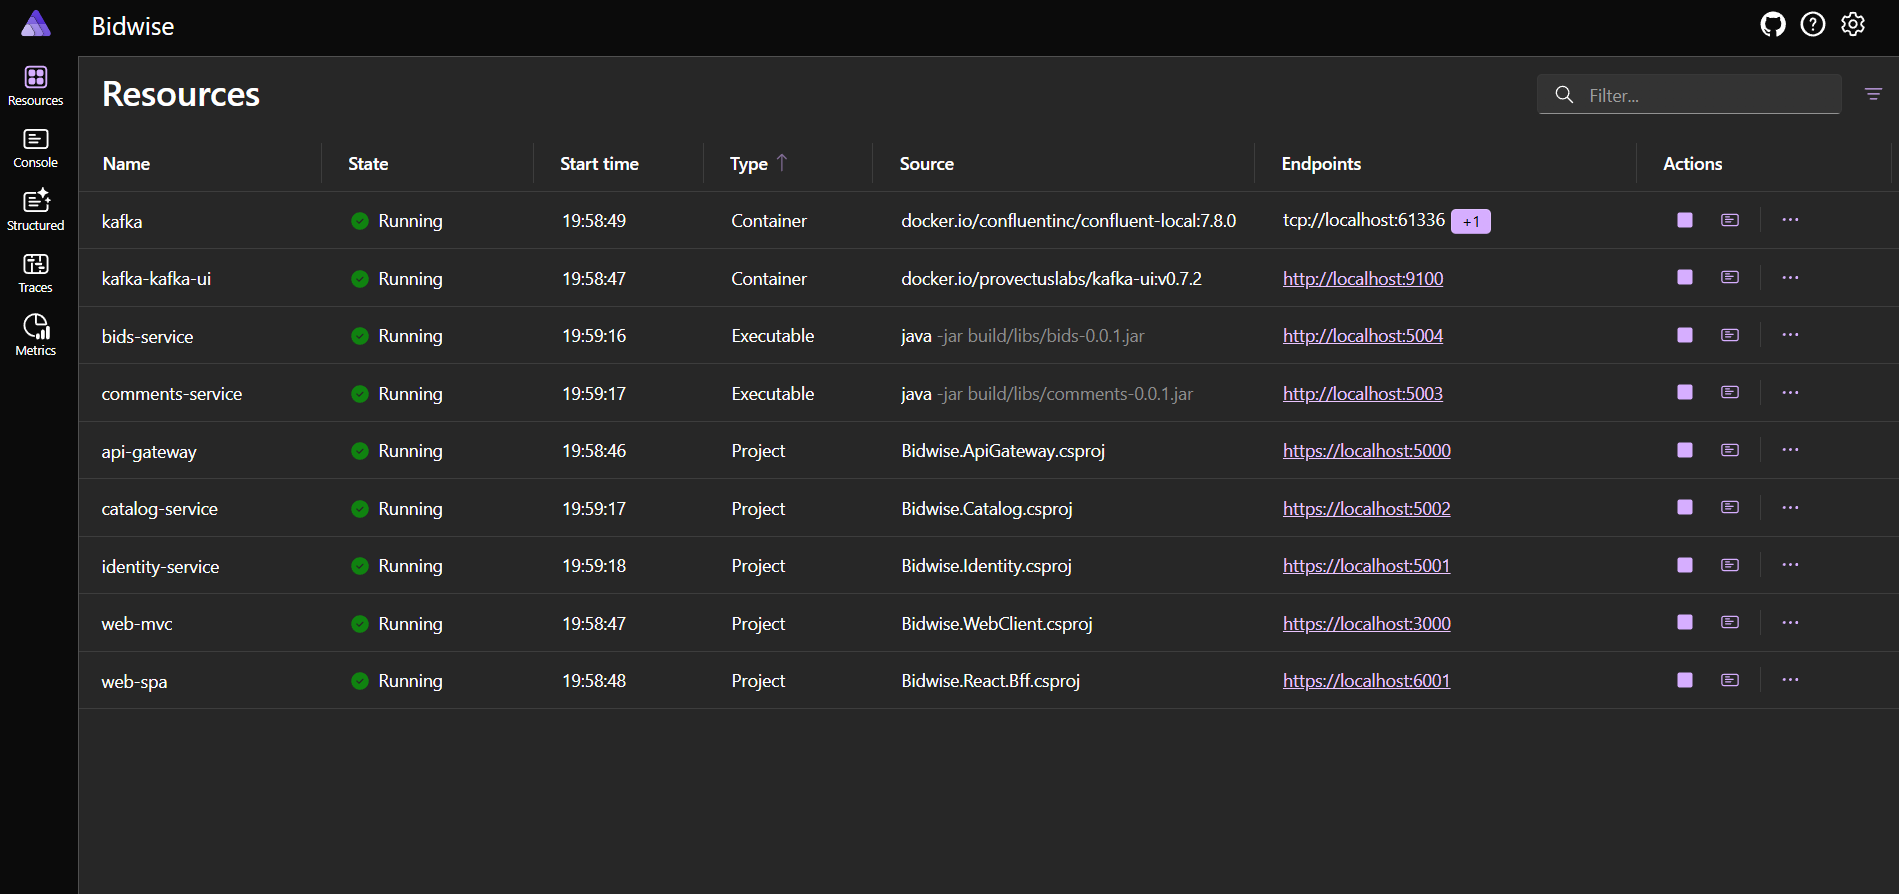 Bidwise
Resources
Console
Structured
Traces
Metrics
Resources
Filter...
Name State Start time Type Source Endpoints Actions
kafka Running 19:58:49 Container docker.io/confluentinc/confluent-local:7.8.0 tcp://localhost:61336 +1
kafka-kafka-ui Running 19:58:47 Container docker.io/provectuslabs/kafka-ui:v0.7.2 http://localhost:9100
bids-service Running 19:59:16 Executable java -jar build/libs/bids-0.0.1.jar http://localhost:5004
comments-service Running 19:59:17 Executable java -jar build/libs/comments-0.0.1.jar http://localhost:5003
api-gateway Running 19:58:46 Project Bidwise.ApiGateway.csproj https://localhost:5000
catalog-service Running 19:59:17 Project Bidwise.Catalog.csproj https://localhost:5002
identity-service Running 19:59:18 Project Bidwise.Identity.csproj https://localhost:5001
web-mvc Running 19:58:47 Project Bidwise.WebClient.csproj https://localhost:3000
web-spa Running 19:58:48 Project Bidwise.React.Bff.csproj https://localhost:6001